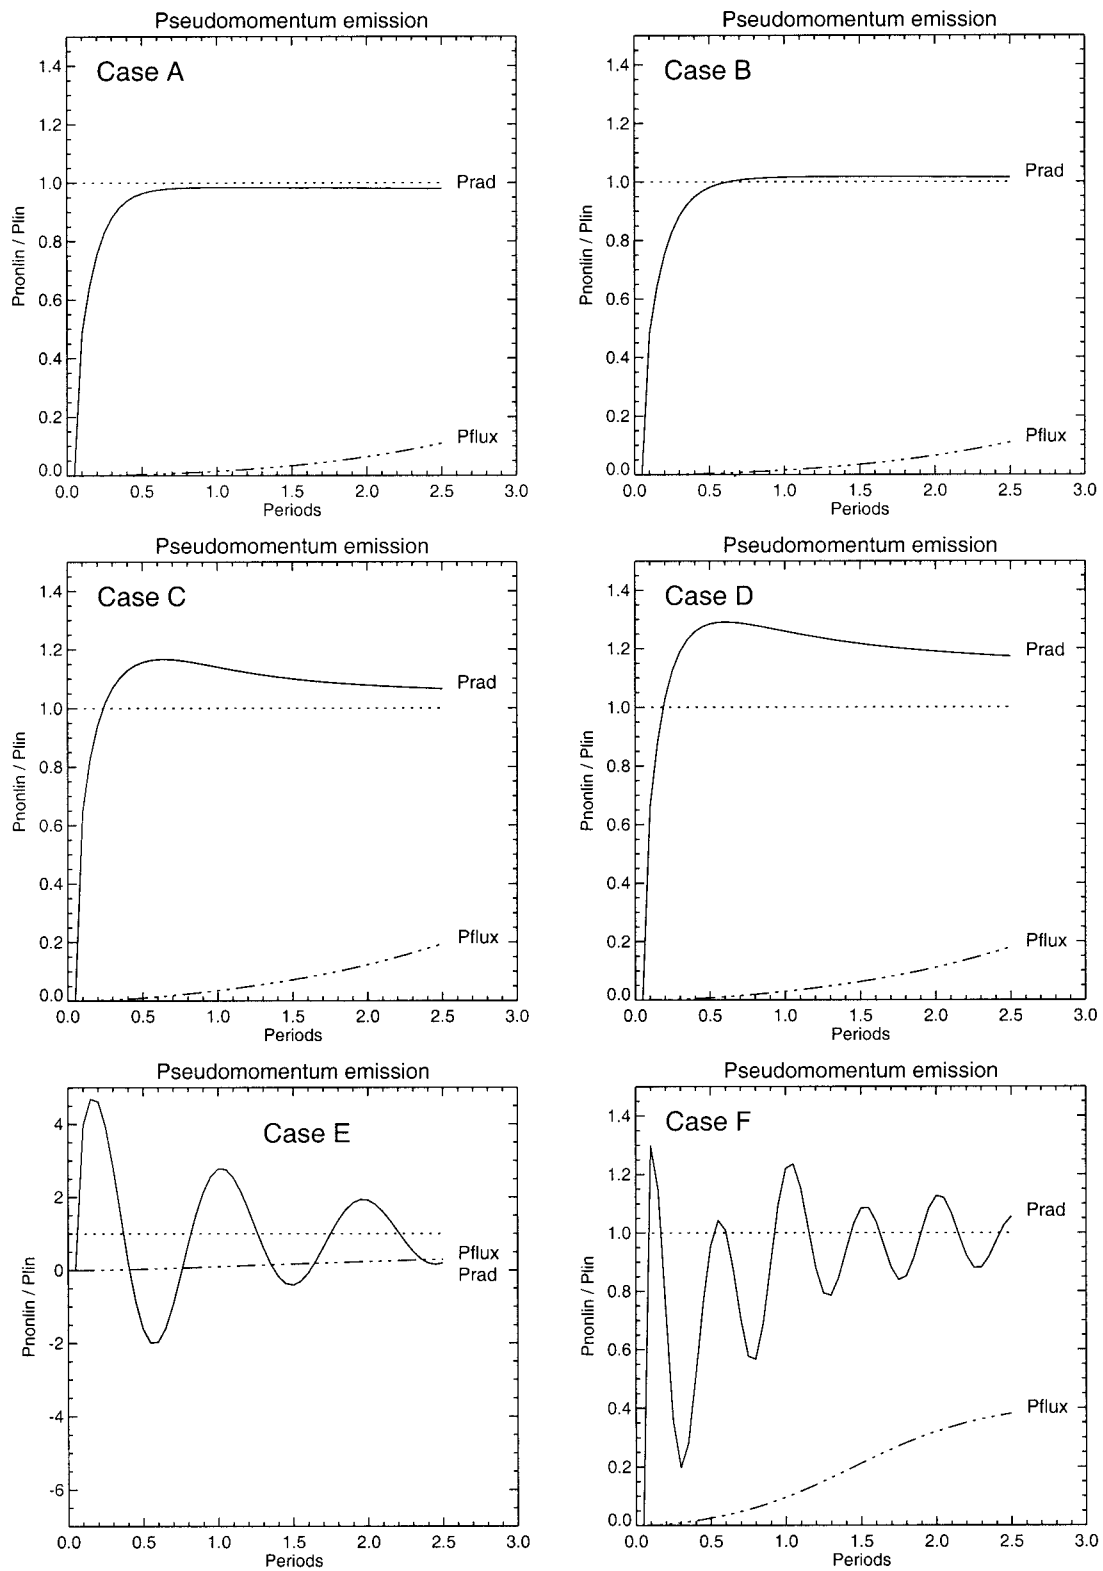 Pseudomomentum emission
Case A
Pnonlin / Plin
1.4
1.2
1.0
0.8
0.6
0.4
0.2
0.0
Prad
Pflux
0.0 0.5 1.0 1.5 2.0 2.5 3.0
Periods
Pseudomomentum emission
Case B
Pnonlin / Plin
1.4
1.2
1.0
0.8
0.6
0.4
0.2
0.0
Prad
Pflux
0.0 0.5 1.0 1.5 2.0 2.5 3.0
Periods
Pseudomomentum emission
Case C
Pnonlin / Plin
1.4
1.2
1.0
0.8
0.6
0.4
0.2
0.0
Prad
Pflux
0.0 0.5 1.0 1.5 2.0 2.5 3.0
Periods
Pseudomomentum emission
Case D
Pnonlin / Plin
1.4
1.2
1.0
0.8
0.6
0.4
0.2
0.0
Prad
Pflux
0.0 0.5 1.0 1.5 2.0 2.5 3.0
Periods
Pseudomomentum emission
Case E
Pnonlin / Plin
4
2
0
-2
-4
-6
Pflux
Prad
0.0 0.5 1.0 1.5 2.0 2.5 3.0
Periods
Pseudomomentum emission
Case F
Pnonlin / Plin
1.4
1.2
1.0
0.8
0.6
0.4
0.2
0.0
Prad
Pflux
0.0 0.5 1.0 1.5 2.0 2.5 3.0
Periods